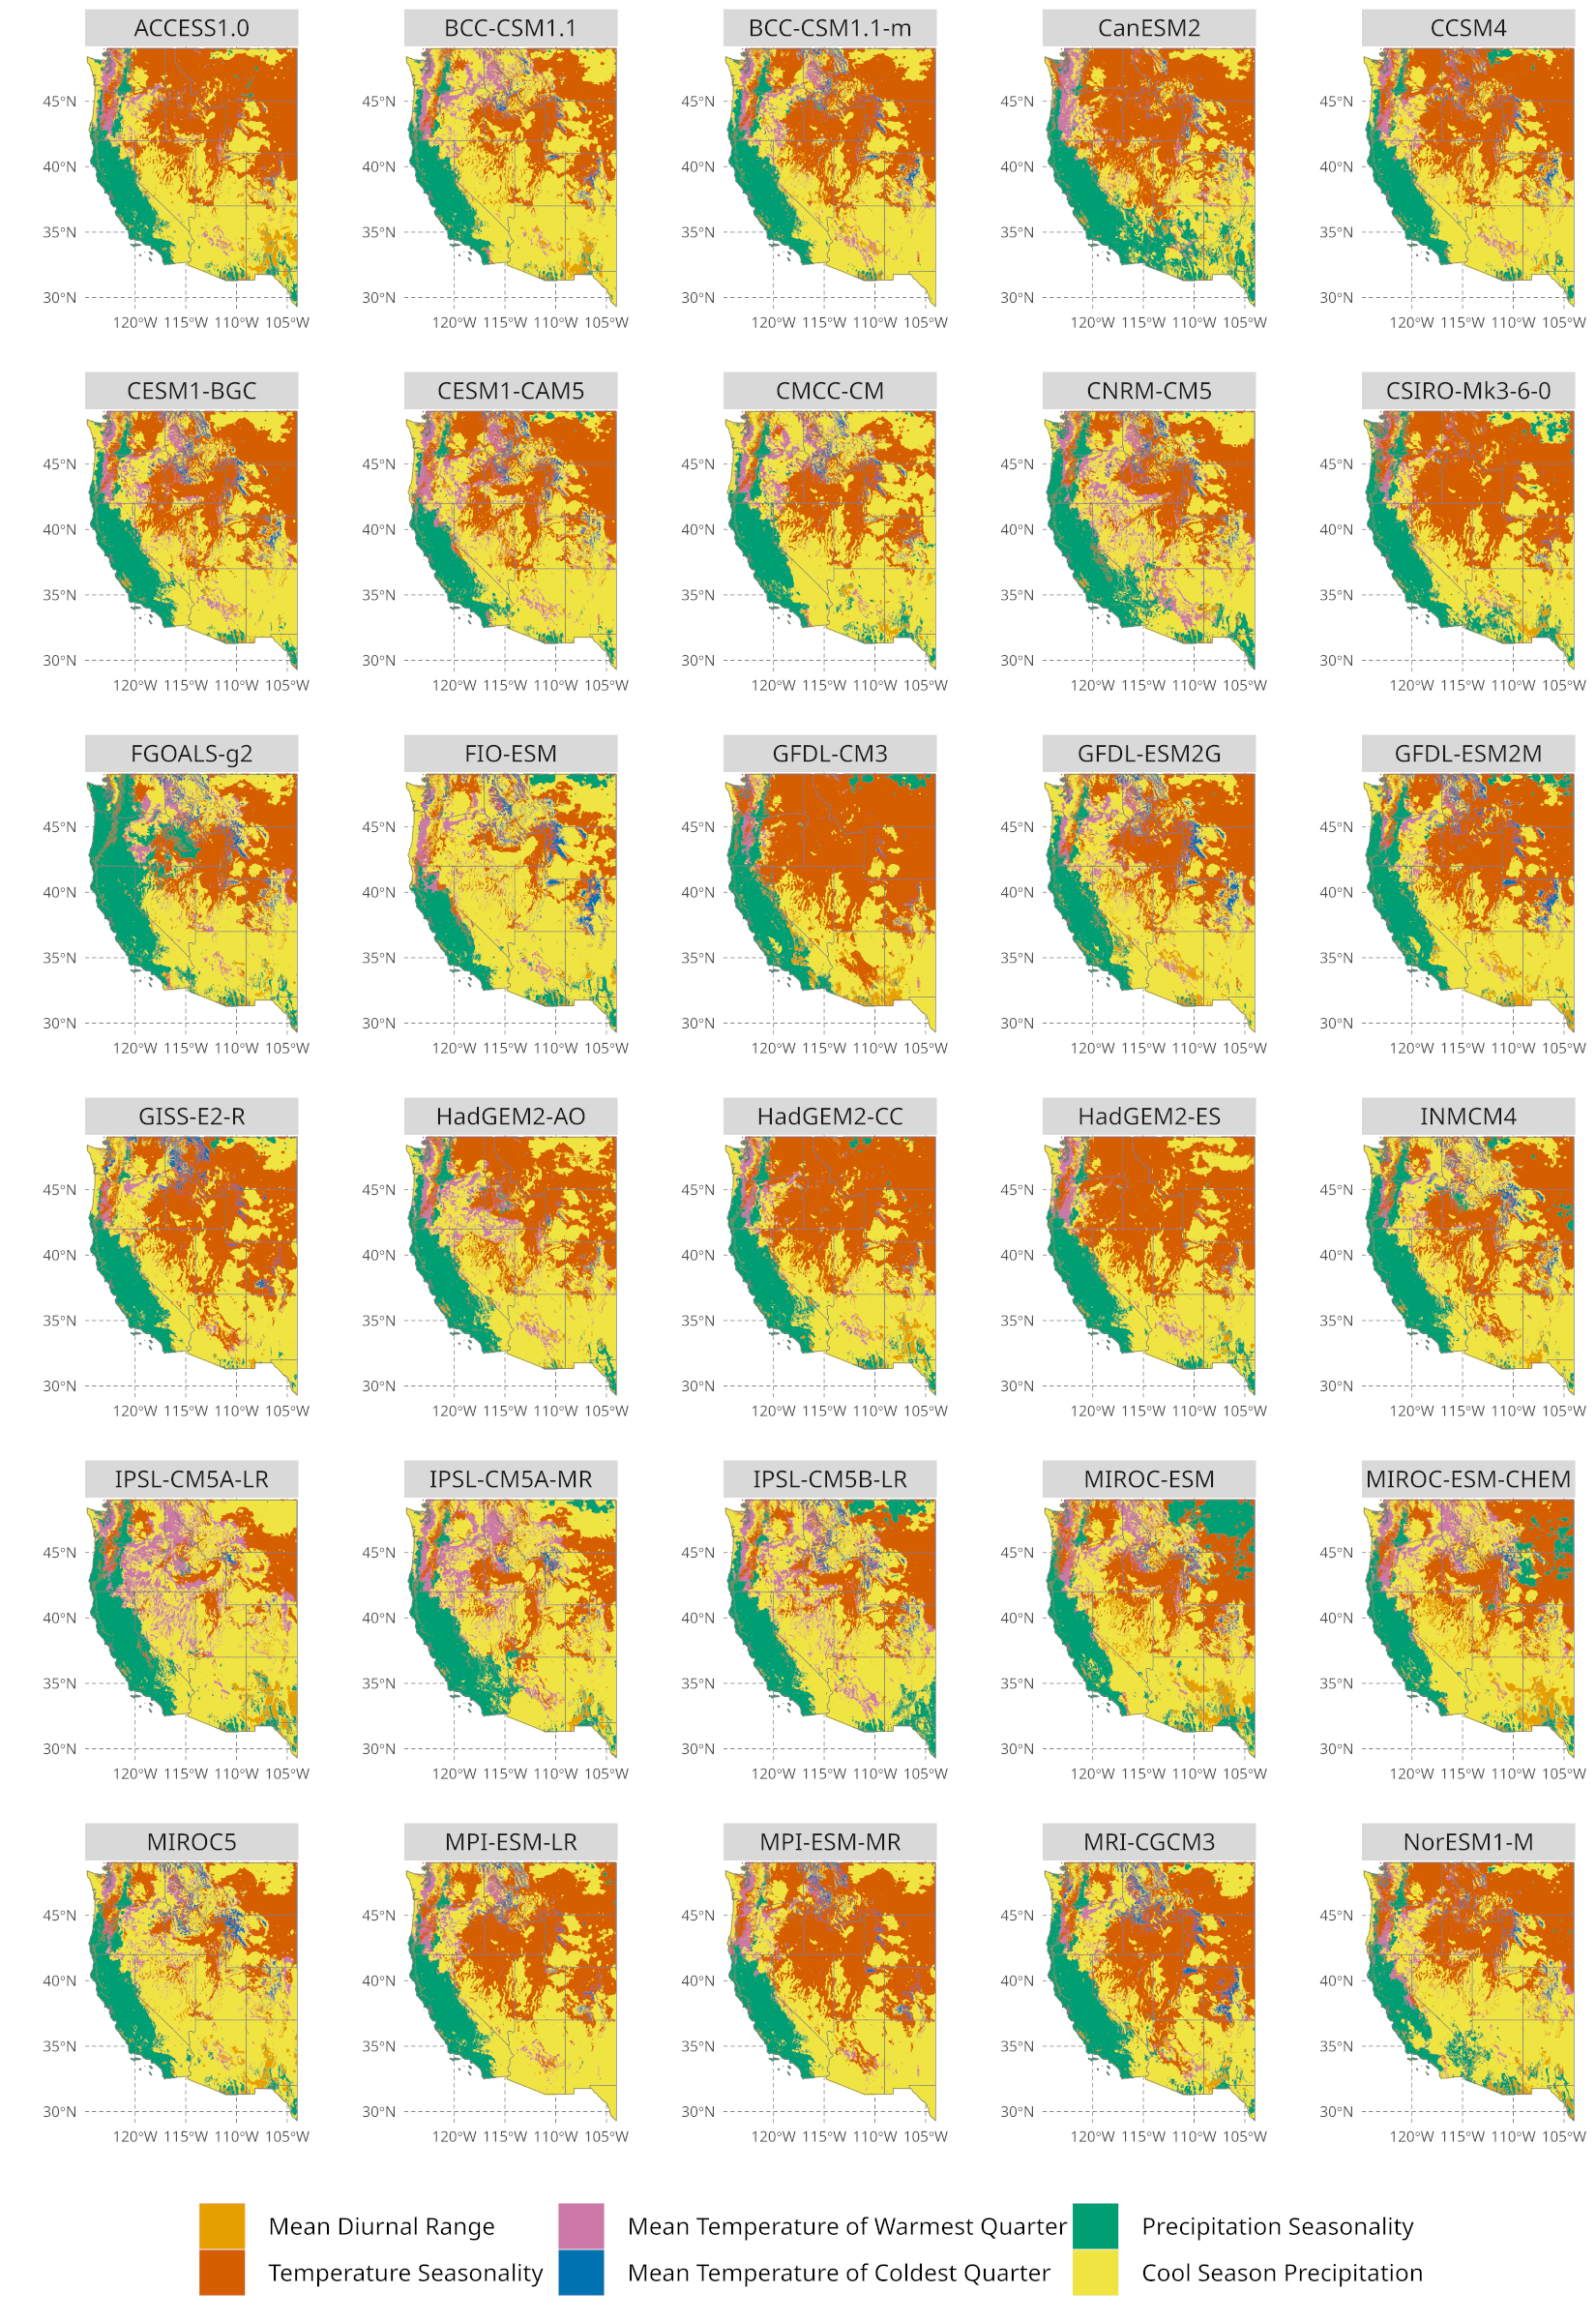 ACCESS1.0 BCC-CSM1.1 BCC-CSM1.1-m CanESM2 CCSM4
45°N 45°N 45°N 45°N 45°N
40°N 40°N 40°N 40°N 40°N
35°N 35°N 35°N 35°N 35°N
30°N 30°N 30°N 30°N 30°N
120°W 115°W 110°W 105°W 120°W 115°W 110°W 105°W 120°W 115°W 110°W 105°W 120°W 115°W 110°W 105°W 120°W 115°W 110°W 105°W
CESM1-BGC CESM1-CAM5 CMCC-CM CNRM-CM5 CSIRO-Mk3-6-0
45°N 45°N 45°N 45°N 45°N
40°N 40°N 40°N 40°N 40°N
35°N 35°N 35°N 35°N 35°N
30°N 30°N 30°N 30°N 30°N
120°W 115°W 110°W 105°W 120°W 115°W 110°W 105°W 120°W 115°W 110°W 105°W 120°W 115°W 110°W 105°W 120°W 115°W 110°W 105°W
FGOALS-g2 FIO-ESM GFDL-CM3 GFDL-ESM2G GFDL-ESM2M
45°N 45°N 45°N 45°N 45°N
40°N 40°N 40°N 40°N 40°N
35°N 35°N 35°N 35°N 35°N
30°N 30°N 30°N 30°N 30°N
120°W 115°W 110°W 105°W 120°W 115°W 110°W 105°W 120°W 115°W 110°W 105°W 120°W 115°W 110°W 105°W 120°W 115°W 110°W 105°W
GISS-E2-R HadGEM2-AO HadGEM2-CC HadGEM2-ES INMCM4
45°N 45°N 45°N 45°N 45°N
40°N 40°N 40°N 40°N 40°N
35°N 35°N 35°N 35°N 35°N
30°N 30°N 30°N 30°N 30°N
120°W 115°W 110°W 105°W 120°W 115°W 110°W 105°W 120°W 115°W 110°W 105°W 120°W 115°W 110°W 105°W 120°W 115°W 110°W 105°W
IPSL-CM5A-LR IPSL-CM5A-MR IPSL-CM5B-LR MIROC-ESM MIROC-ESM-CHEM
45°N 45°N 45°N 45°N 45°N
40°N 40°N 40°N 40°N 40°N
35°N 35°N 35°N 35°N 35°N
30°N 30°N 30°N 30°N 30°N
120°W 115°W 110°W 105°W 120°W 115°W 110°W 105°W 120°W 115°W 110°W 105°W 120°W 115°W 110°W 105°W 120°W 115°W 110°W 105°W
MIROC5 MPI-ESM-LR MPI-ESM-MR MRI-CGCM3 NorESM1-M
45°N 45°N 45°N 45°N 45°N
40°N 40°N 40°N 40°N 40°N
35°N 35°N 35°N 35°N 35°N
30°N 30°N 30°N 30°N 30°N
120°W 115°W 110°W 105°W 120°W 115°W 110°W 105°W 120°W 115°W 110°W 105°W 120°W 115°W 110°W 105°W 120°W 115°W 110°W 105°W
Mean Diurnal Range Mean Temperature of Warmest Quarter Precipitation Seasonality
Temperature Seasonality Mean Temperature of Coldest Quarter Cool Season Precipitation